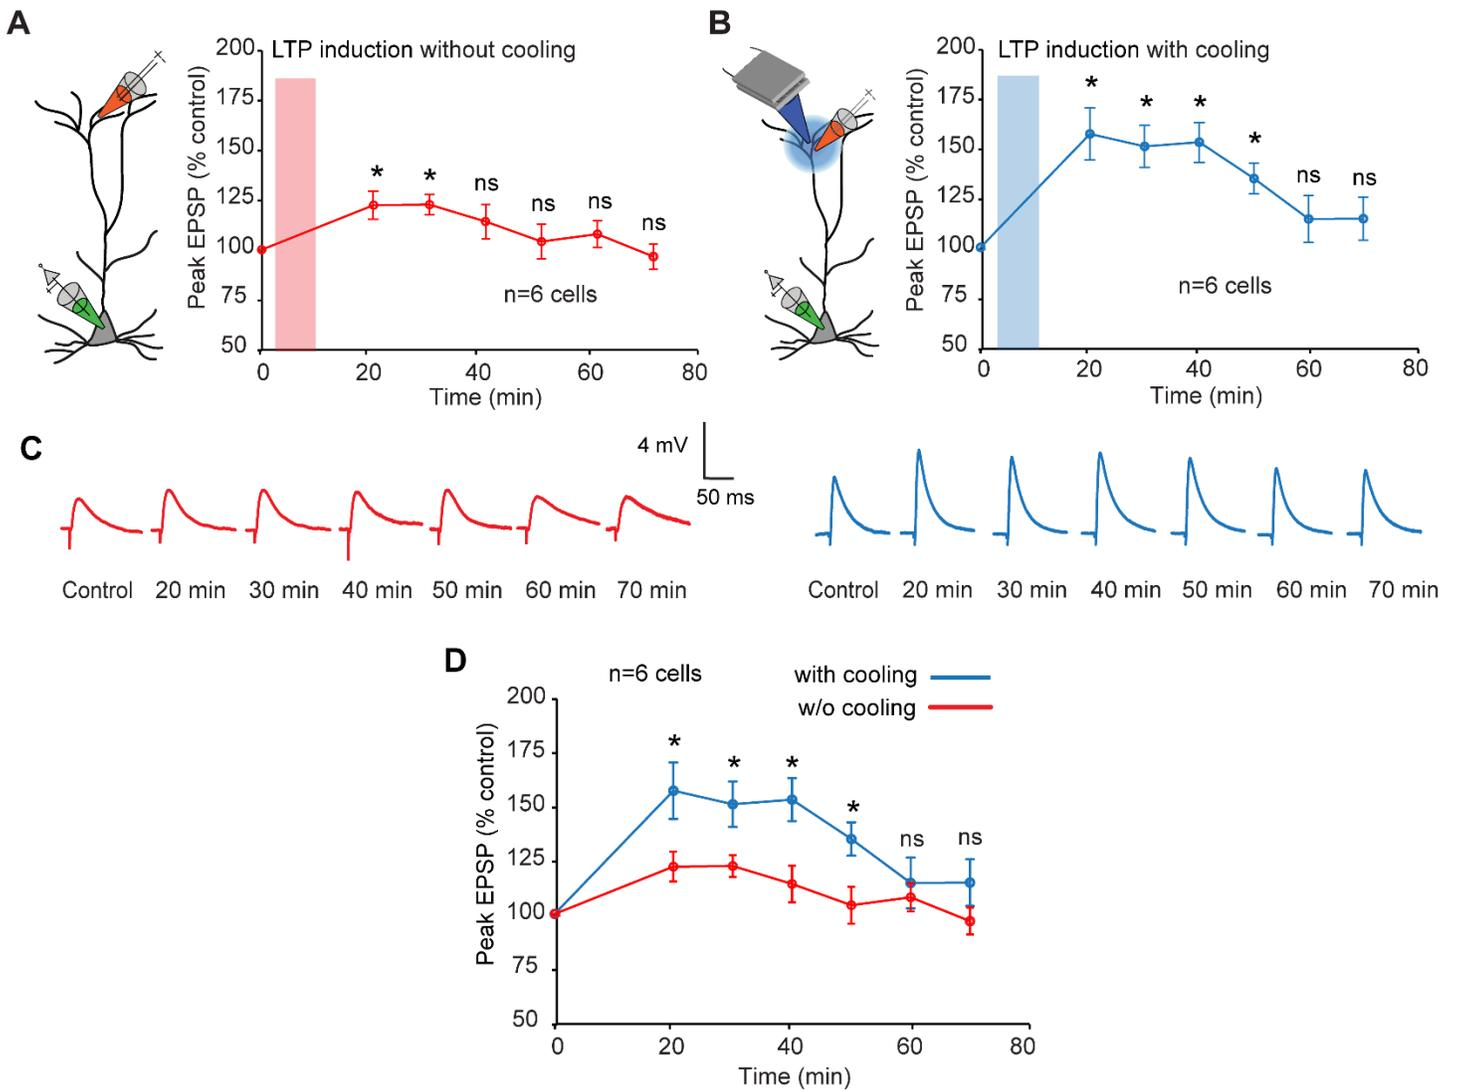 A
LTP induction without cooling
Peak EPSP (% control)
200
175
150
125
100
75
50
* * ns ns ns ns
n=6 cells
0 20 40 60 80
Time (min)
B
LTP induction with cooling
Peak EPSP (% control)
200
175
150
125
100
75
50
* * * * ns ns
n=6 cells
0 20 40 60 80
Time (min)
C
4 mV
50 ms
Control 20 min 30 min 40 min 50 min 60 min 70 min
Control 20 min 30 min 40 min 50 min 60 min 70 min
D
n=6 cells
with cooling
w/o cooling
Peak EPSP (% control)
200
175
150
125
100
75
50
* * * * ns ns
0 20 40 60 80
Time (min)